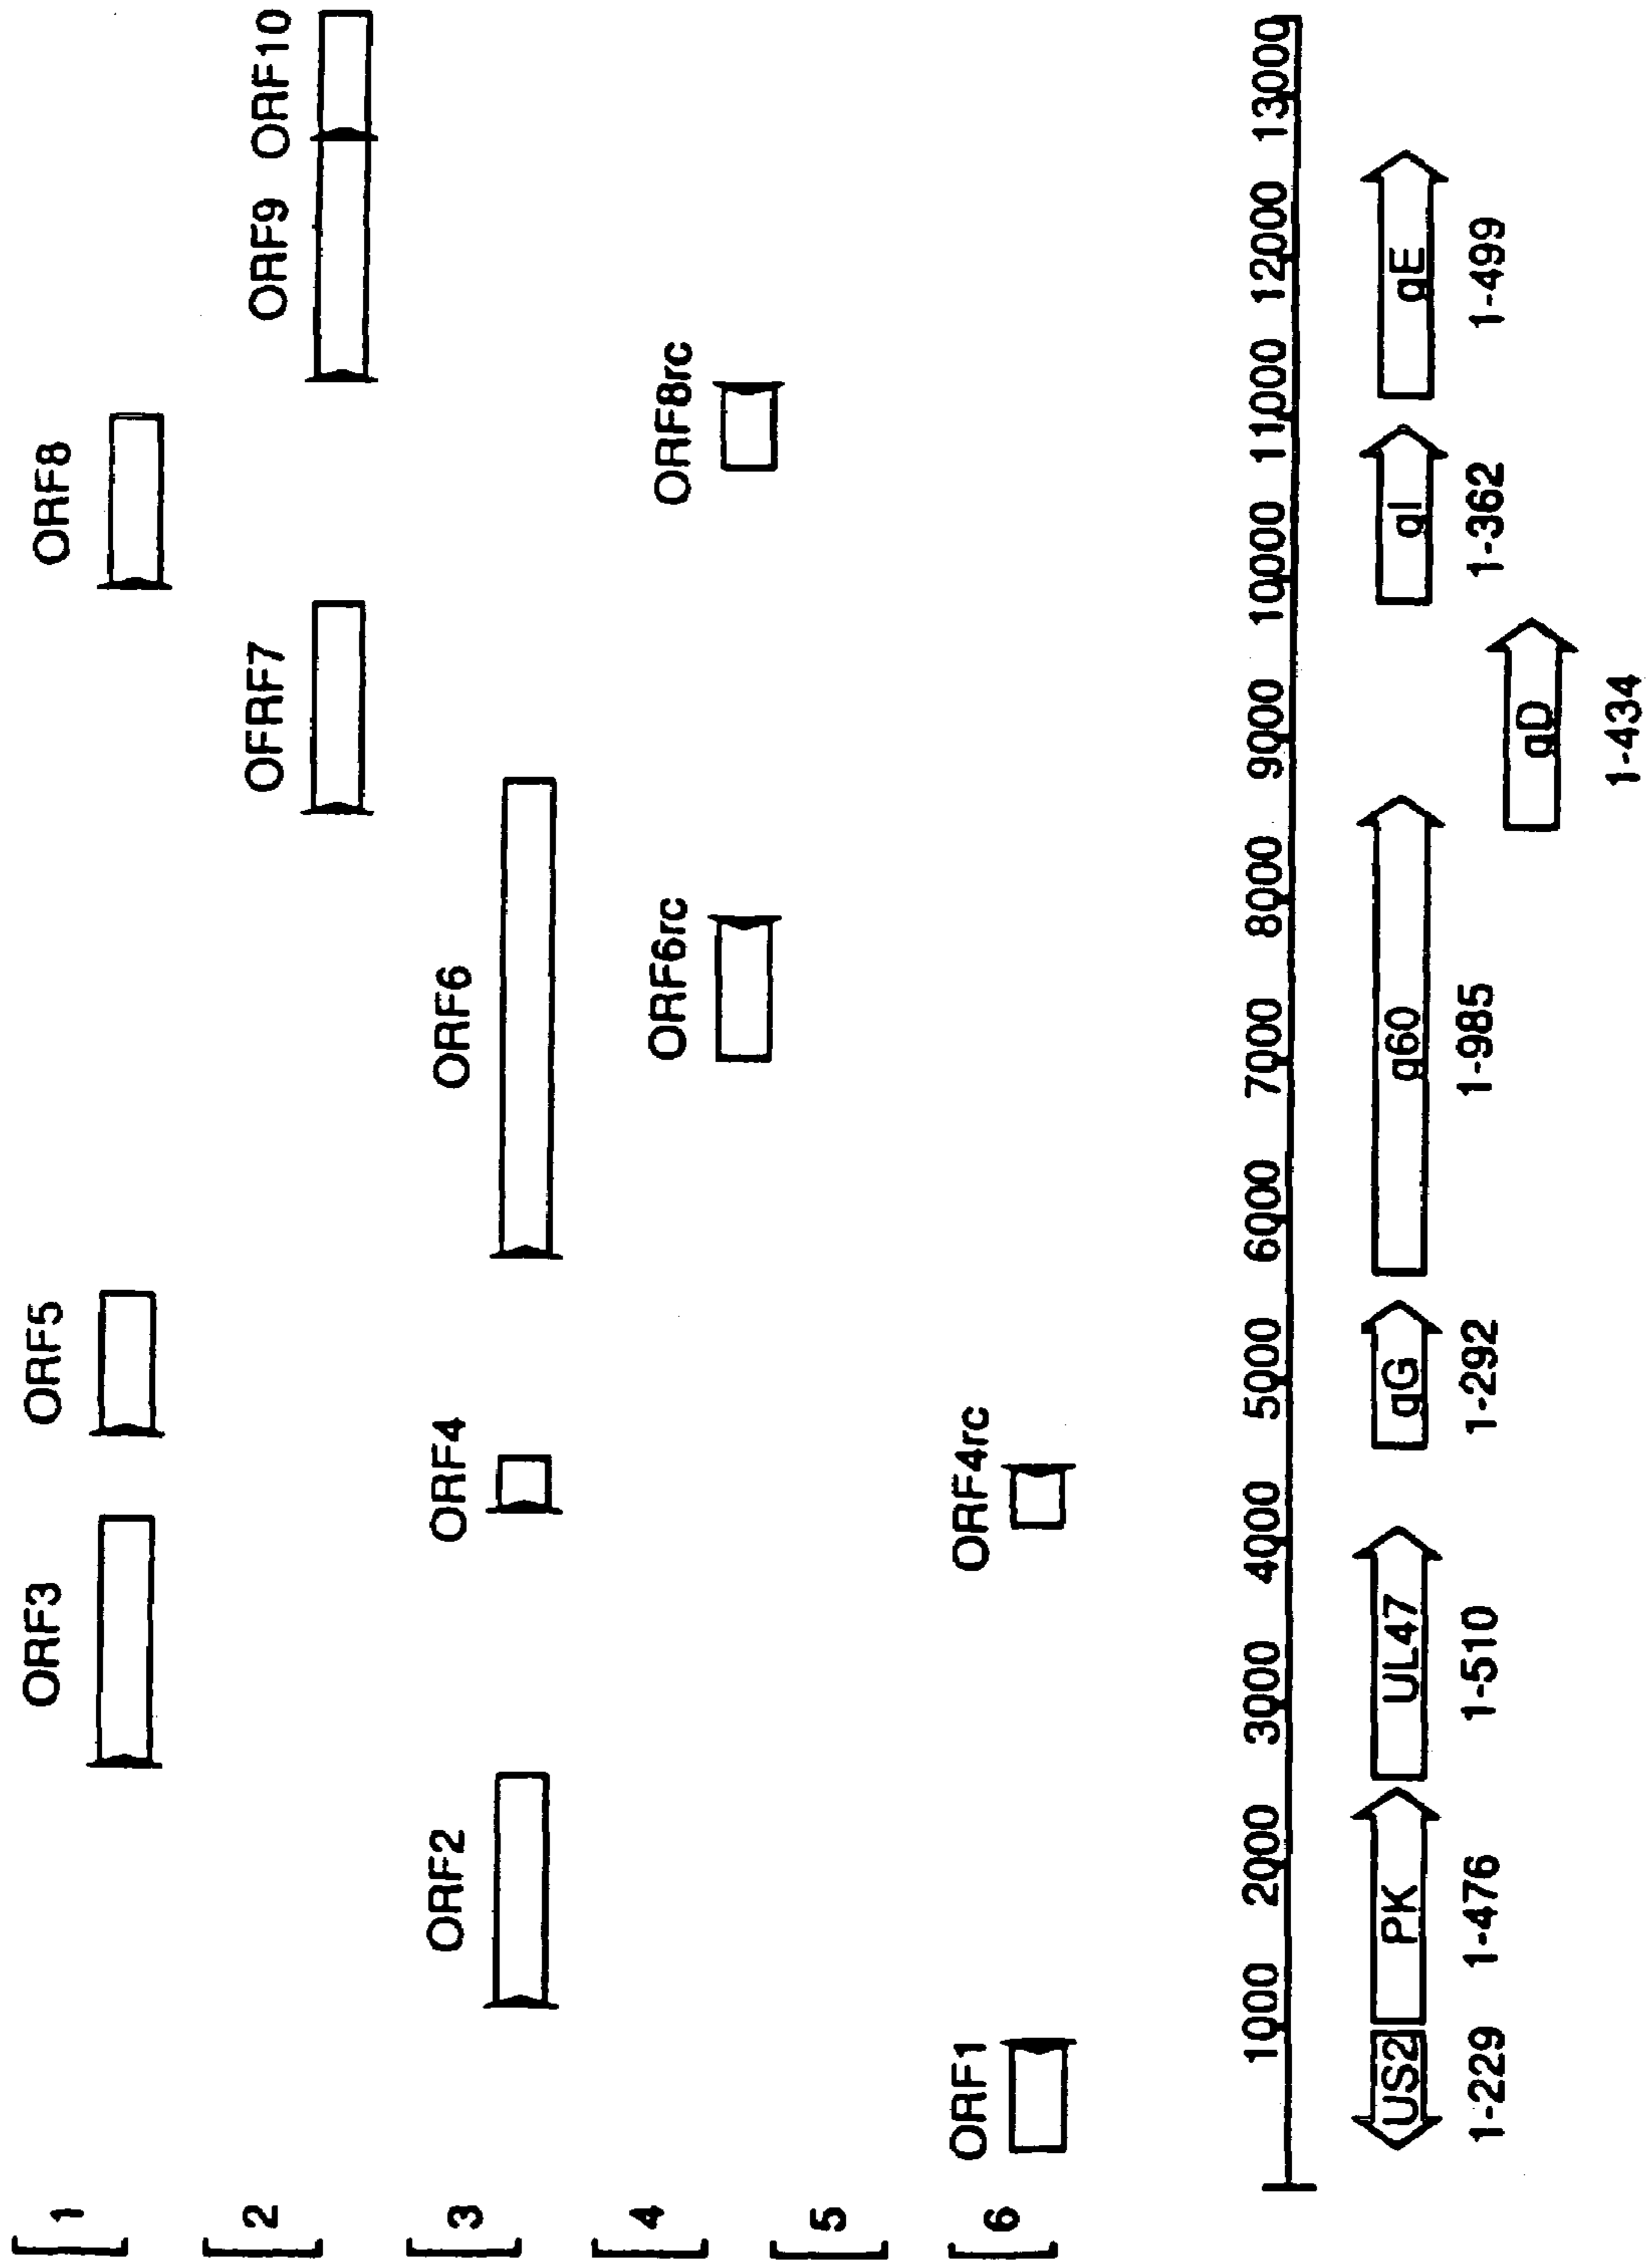 1
ORF3 ORF5 ORF8
2
OFRF7 ORF9 ORF10
3
ORF2 ORF4 ORF6
4
ORF6rc ORF8rc
5
6
ORF1 ORF4rc
1000 2000 3000 4000 5000 6000 7000 8000 9000 10000 11000 12000 13000
US2 PK UL47 gG g60 gI gE
1-229 1-476 1-510 1-292 1-985 1-362 1-499
gD
1-434